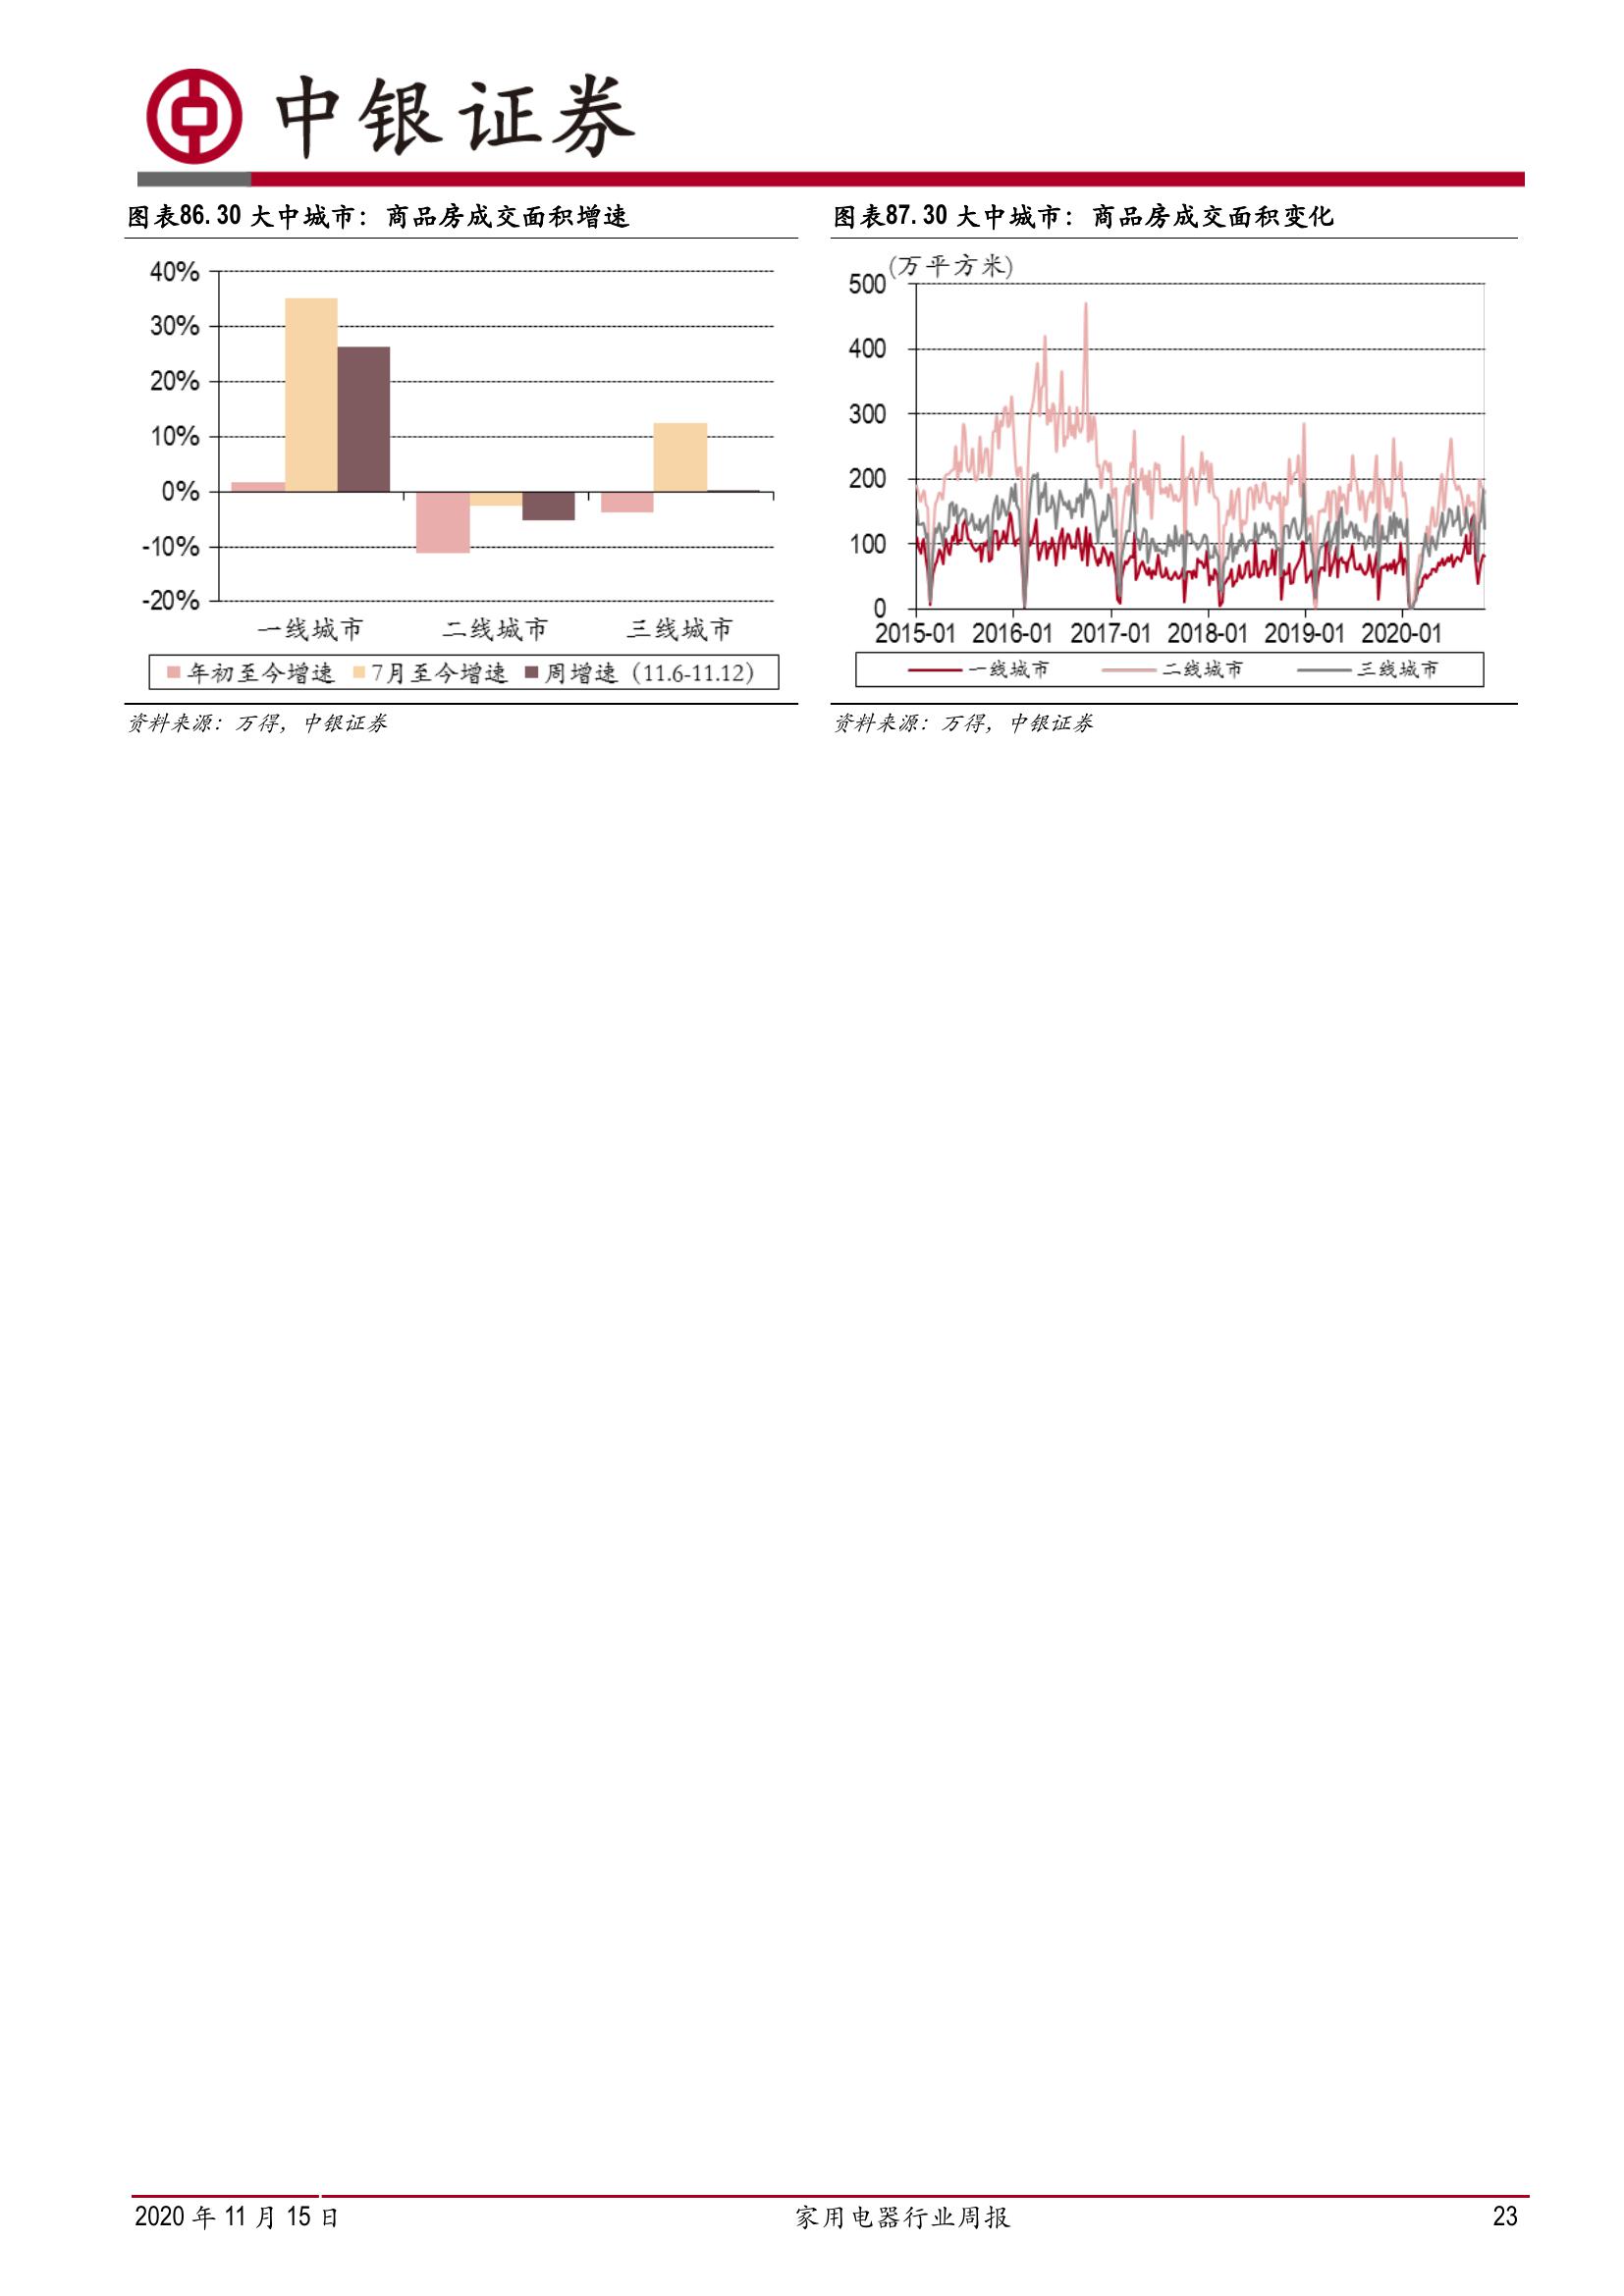 中银证券
图表86. 30 大中城市：商品房成交面积增速
40%
30%
20%
10%
0%
-10%
-20%
一线城市 二线城市 三线城市
年初至今增速 7月至今增速 周增速（11.6-11.12）
资料来源：万得，中银证券
图表87. 30 大中城市：商品房成交面积变化
(万平方米)
500
400
300
200
100
0
2015-01 2016-01 2017-01 2018-01 2019-01 2020-01
一线城市 二线城市 三线城市
资料来源：万得，中银证券
2020 年 11 月 15 日 家用电器行业周报 23